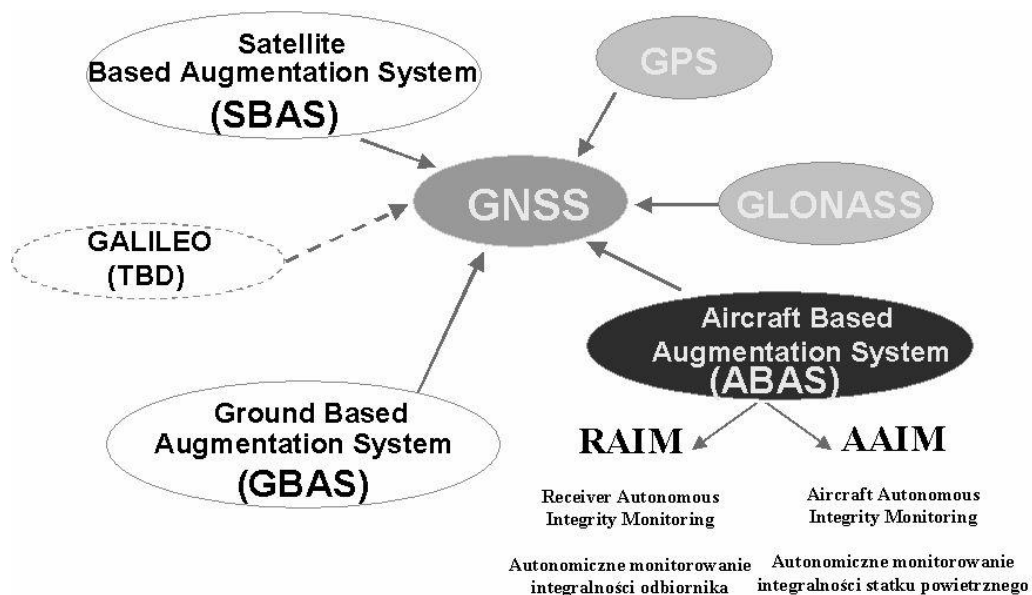 Satellite
Based Augmentation System
(SBAS)
GPS
GNSS
GLONASS
GALILEO
(TBD)
Aircraft Based
Augmentation System
(ABAS)
Ground Based
Augmentation System
(GBAS)
RAIM
AAIM
Receiver Autonomous
Integrity Monitoring
Aircraft Autonomous
Integrity Monitoring
Autonomiczne monitorowanie
integralności odbiornika
Autonomiczne monitorowanie
integralności statku powietrznego